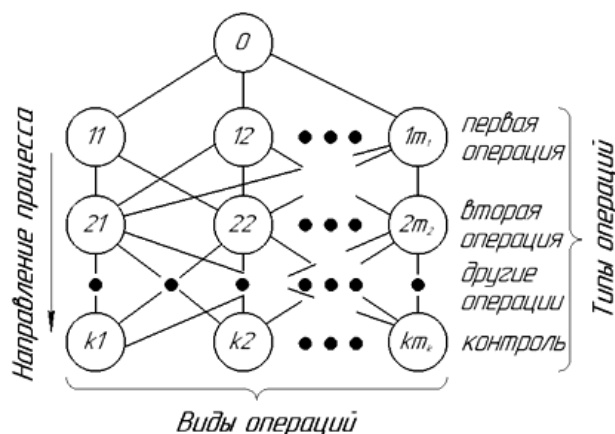 0
Направление процесса
11 12 1m₁ первая
операция
21 22 2m₂ вторая
операция
другие
операции
k1 k2 kmₖ контроль
Типы операций
Виды операций